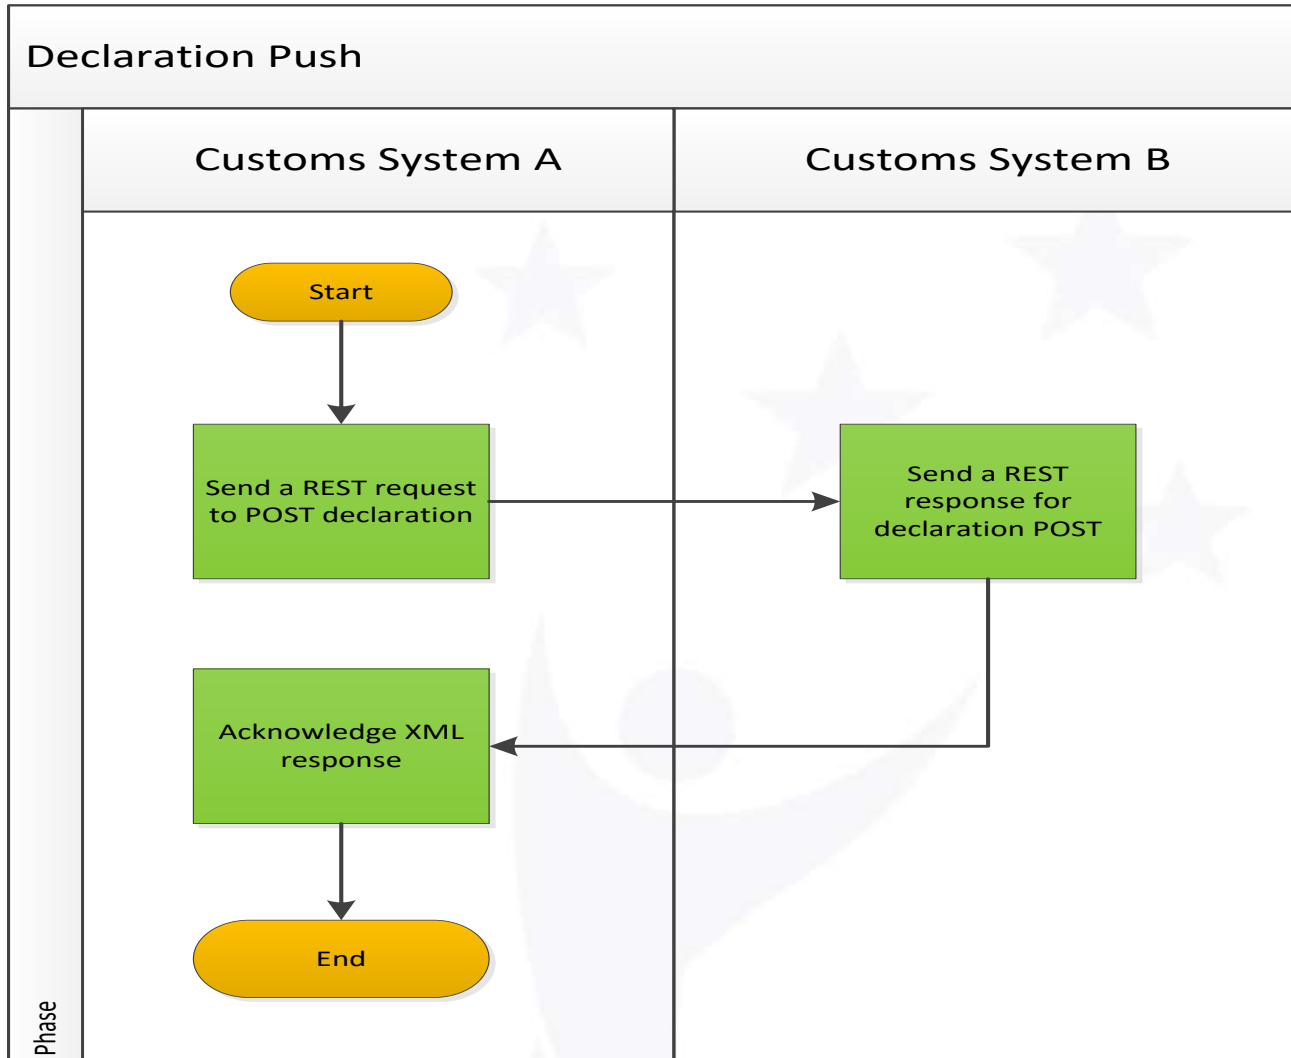 Declaration Push
Customs System A
Customs System B
Start
Send a REST request
to POST declaration
Send a REST
response for
declaration POST
Acknowledge XML
response
End
Phase